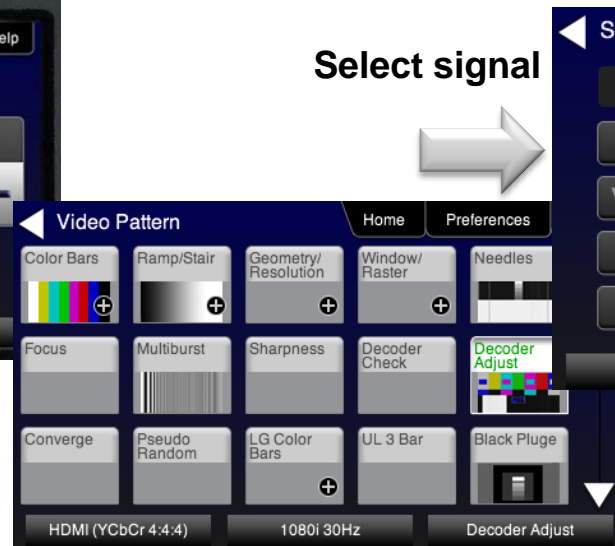 elp
Select signal
S
Video Pattern
Home
Preferences
Color Bars
Ramp/Stair
Geometry/
Resolution
Window/
Raster
Needles
Focus
Multiburst
Sharpness
Decoder
Check
Decoder
Adjust
Converge
Pseudo
Random
LG Color
Bars
UL 3 Bar
Black Pluge
HDMI (YCbCr 4:4:4)
1080i 30Hz
Decoder Adjust